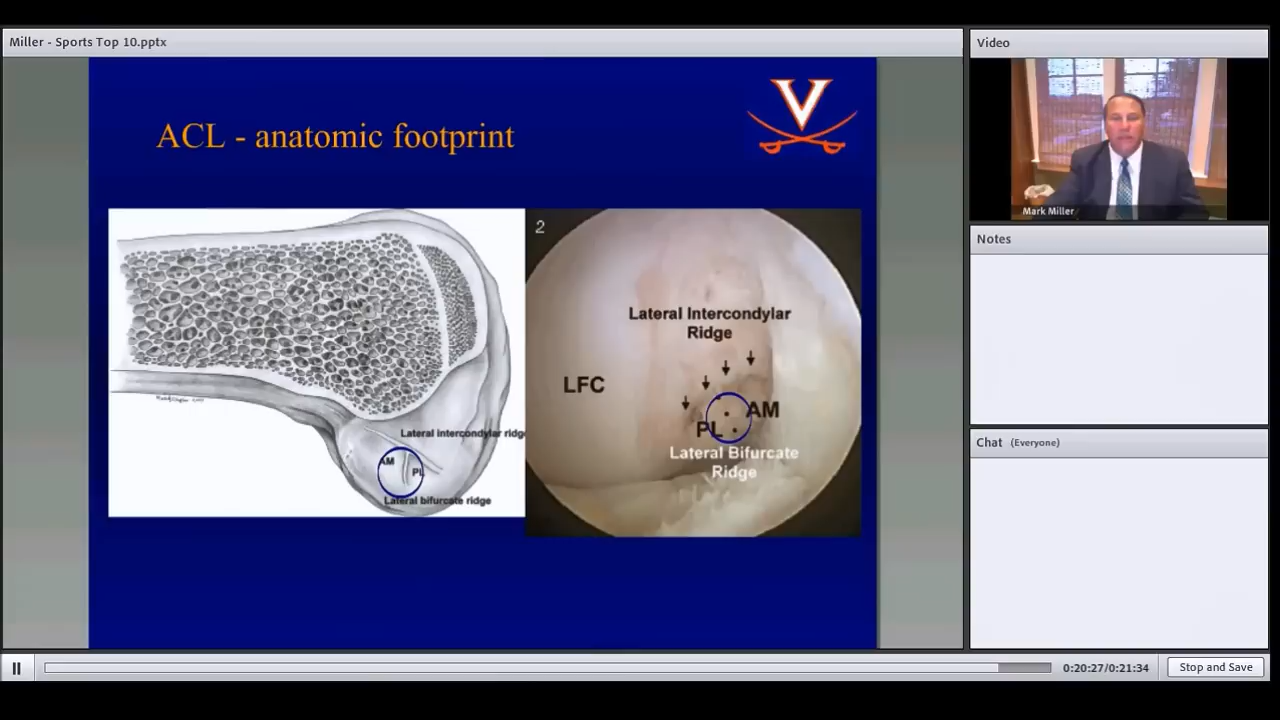 Miller - Sports Top 10.pptx
ACL - anatomic footprint
V
Lateral intercondylar ridge
AM
PL
Lateral bifurcate ridge
2
Lateral Intercondylar
Ridge
LFC
AM
PL
Lateral Bifurcate
Ridge
Video
Mark Miller
Notes
Chat (Everyone)
0:20:27/0:21:34
Stop and Save